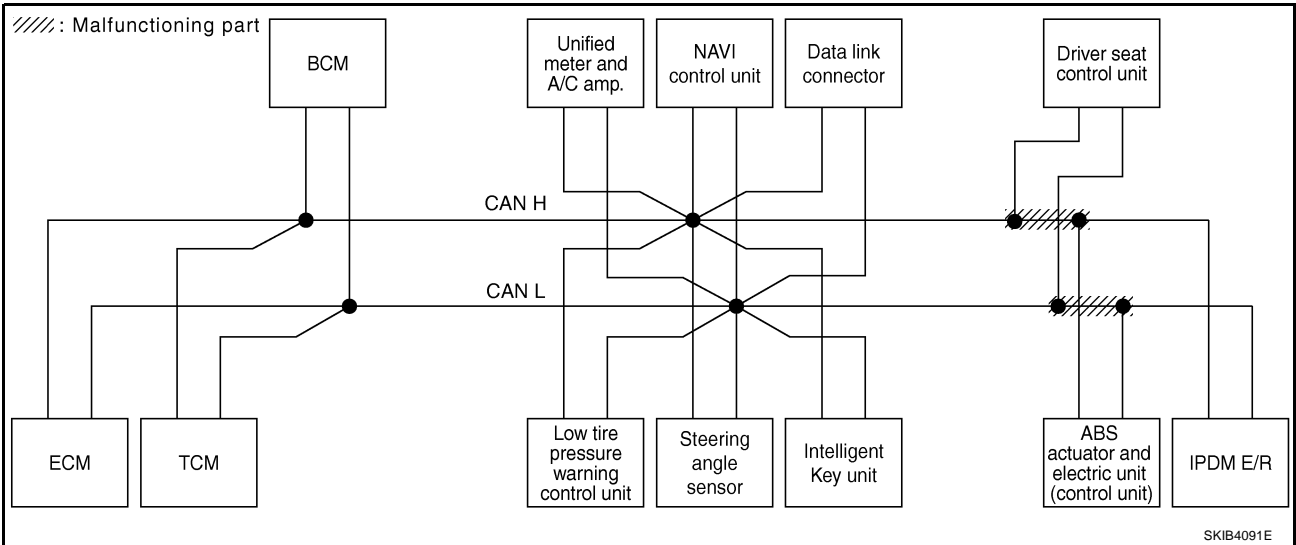 : Malfunctioning part
BCM
Unified
meter and
A/C amp.
NAVI
control unit
Data link
connector
Driver seat
control unit
CAN H
CAN L
ECM
TCM
Low tire
pressure
warning
control unit
Steering
angle
sensor
Intelligent
Key unit
ABS
actuator and
electric unit
(control unit)
IPDM E/R
SKIB4091E